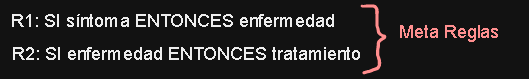 R1: SI síntoma ENTONCES enfermedad
R2: SI enfermedad ENTONCES tratamiento
Meta Reglas